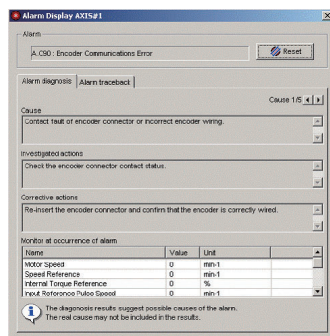 Alarm Display AXIS#1
Alarm
A.C90 : Encoder Communications Error
Reset
Alarm diagnosis
Alarm traceback
Cause 1/5
Cause
Contact fault of encoder connector or incorrect encoder wiring.
Investigated actions
Check the encoder connector contact status.
Corrective actions
Re-insert the encoder connector and confirm that the encoder is correctly wired.
Monitor at occurrence of alarm
Name Value Unit
Motor Speed 0 min-1
Speed Reference 0 min-1
Internal Torque Reference 0 %
Input Reference Pulse Speed 0 min-1
The diagnosis results suggest possible causes of the alarm.
The real cause may not be included in the results.